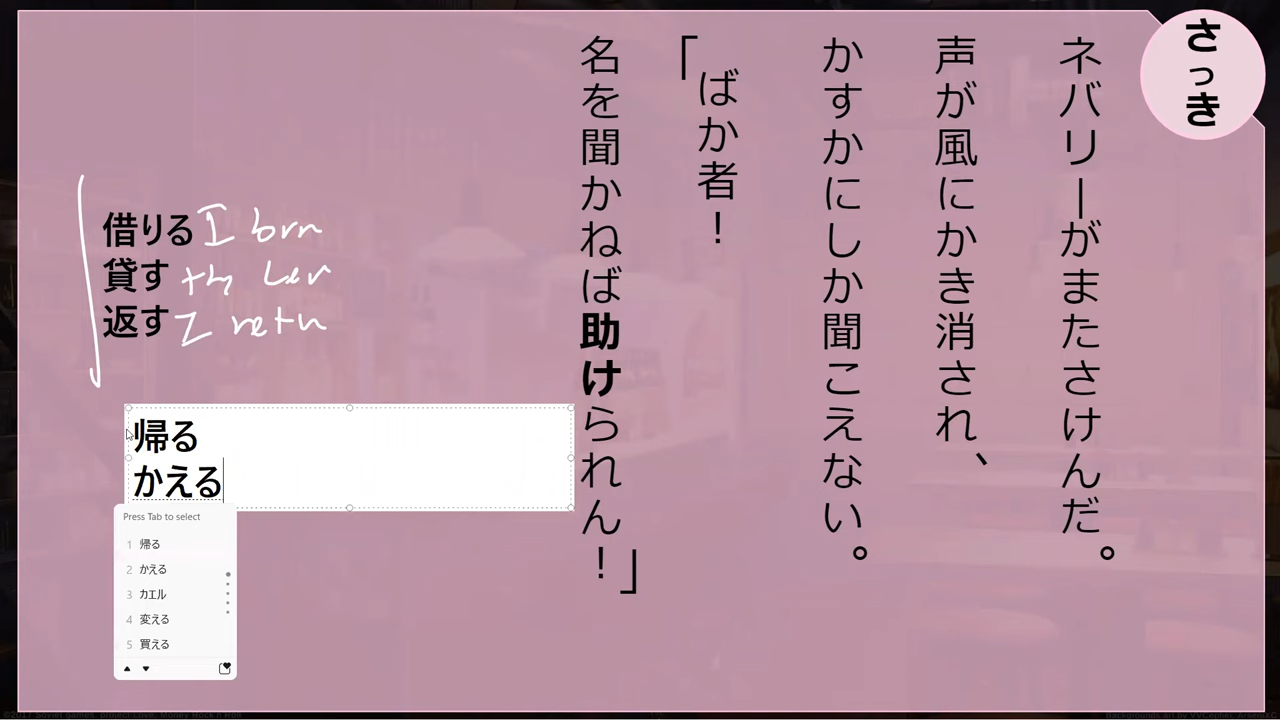 さっき
ネバリーがまたさけんだ。
声が風にかき消され、
かすかにしか聞こえない。
「ばか者！
名を聞かねば助けられん！」
借りる I
貸す
返す I
帰る
かえる
Press Tab to select
1 帰る
2 かえる
3 カエル
4 変える
5 買える